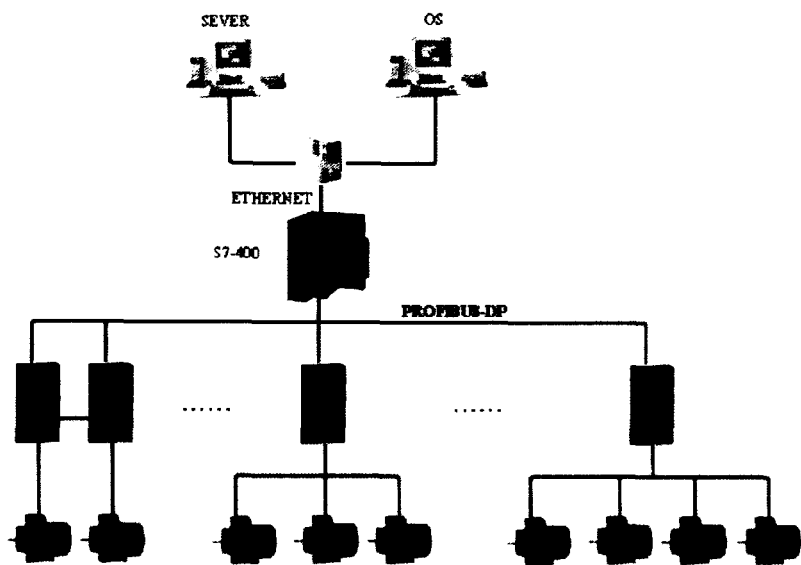 SEVER
OS
ETHERNET
S7-400
PROFIBUS-DP
......
......